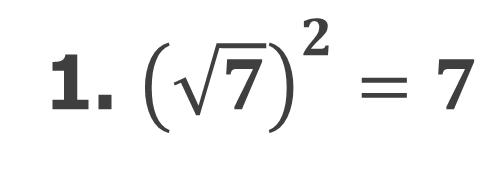 1. (√7)² = 7